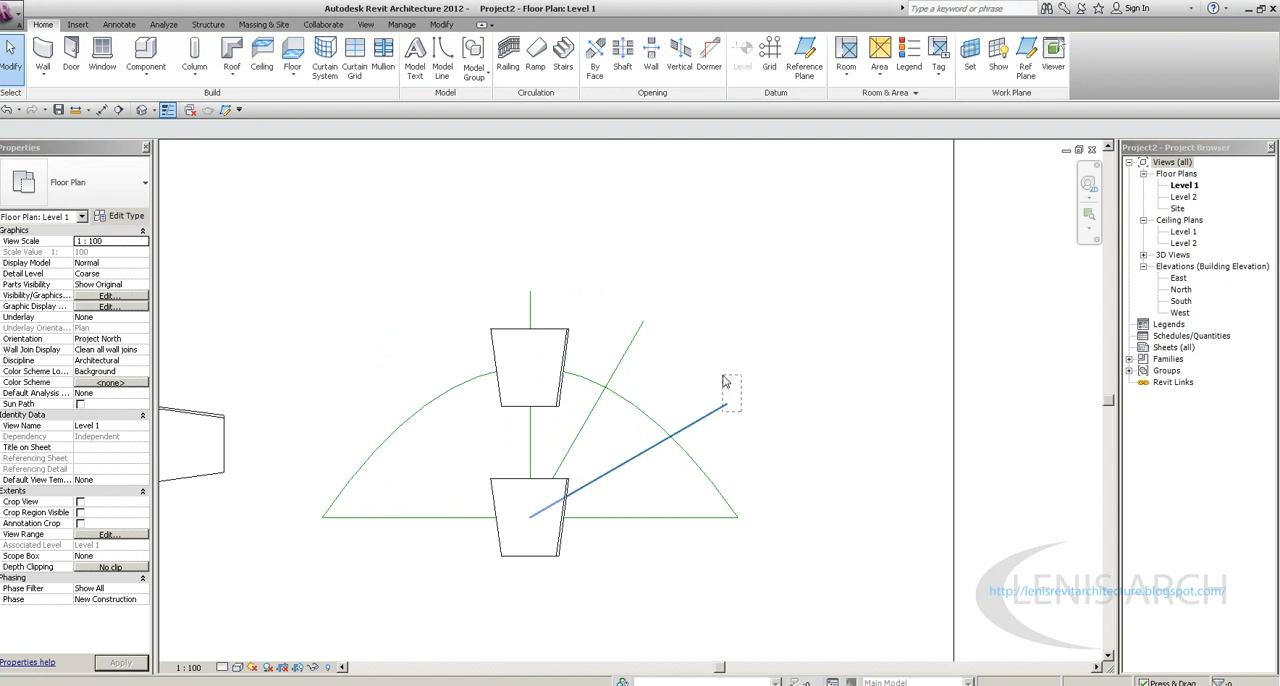 Autodesk Revit Architecture 2012 - Project2 - Floor Plan: Level 1
Type a keyword or phrase
Sign In
Home Insert Annotate Analyze Structure Massing & Site Collaborate View Manage Modify
Modify Wall Door Window Component Column Roof Ceiling Floor Curtain System Curtain Grid Mullion Model Text Model Line Model Group Railing Ramp Stairs By Face Shaft Wall Vertical Dormer Level Grid Reference Plane Room Area Legend Tag Set Show Ref Plane Viewer
Select Build Model Circulation Opening Datum Room & Area Work Plane
Properties
Floor Plan
Floor Plan: Level 1 Edit Type
Graphics
View Scale 1 : 100
Scale Value 1: 100
Display Model Normal
Detail Level Coarse
Parts Visibility Show Original
Visibility/Graphics... Edit...
Graphic Display ... Edit...
Underlay None
Underlay Orienta... Plan
Orientation Project North
Wall Join Display Clean all wall joins
Discipline Architectural
Color Scheme Lo... Background
Color Scheme <none>
Default Analysis ... None
Sun Path
Identity Data
View Name Level 1
Dependency Independent
Title on Sheet
Referencing Sheet
Referencing Detail
Default View Tem... None
Extents
Crop View
Crop Region Visible
Annotation Crop
View Range Edit...
Associated Level Level 1
Scope Box None
Depth Clipping No clip
Phasing
Phase Filter Show All
Phase New Construction
Properties help Apply
Project2 - Project Browser
Views (all)
Floor Plans
Level 1
Level 2
Site
Ceiling Plans
Level 1
Level 2
3D Views
Elevations (Building Elevation)
East
North
South
West
Legends
Schedules/Quantities
Sheets (all)
Families
Groups
Revit Links
LENIS ARCH
http://lenisrevitarchitecture.blogspot.com/
1 : 100
:0 Main Model Press & Drag :0